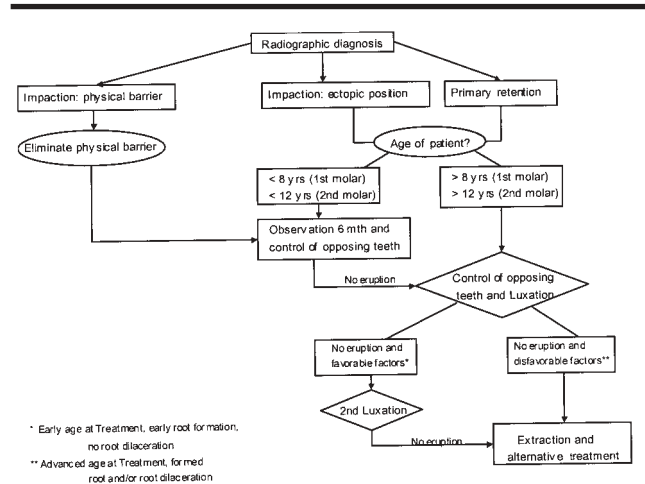 Radiographic diagnosis
Impaction: physical barrier
Impaction: ectopic position
Primary retention
Eliminate physical barrier
Age of patient?
< 8 yrs (1st molar)
< 12 yrs (2nd molar)
> 8 yrs (1st molar)
> 12 yrs (2nd molar)
Observation 6 mth and
control of opposing teeth
No eruption
Control of opposing
teeth and Luxation
No eruption and
favorable factors*
No eruption and
disfavorable factors**
2nd Luxation
No eruption
Extraction and
alternative treatment
* Early age at Treatment, early root formation,
no root dilaceration
** Advanced age at Treatment, formed
root and/or root dilaceration